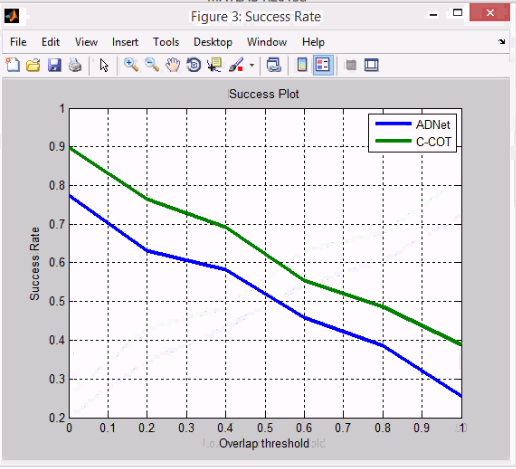 Figure 3: Success Rate
File Edit View Insert Tools Desktop Window Help
Success Plot
ADNet
C-COT
Success Rate
1
0.9
0.8
0.7
0.6
0.5
0.4
0.3
0.2
0 0.1 0.2 0.3 0.4 0.5 0.6 0.7 0.8 0.9 1
Overlap threshold